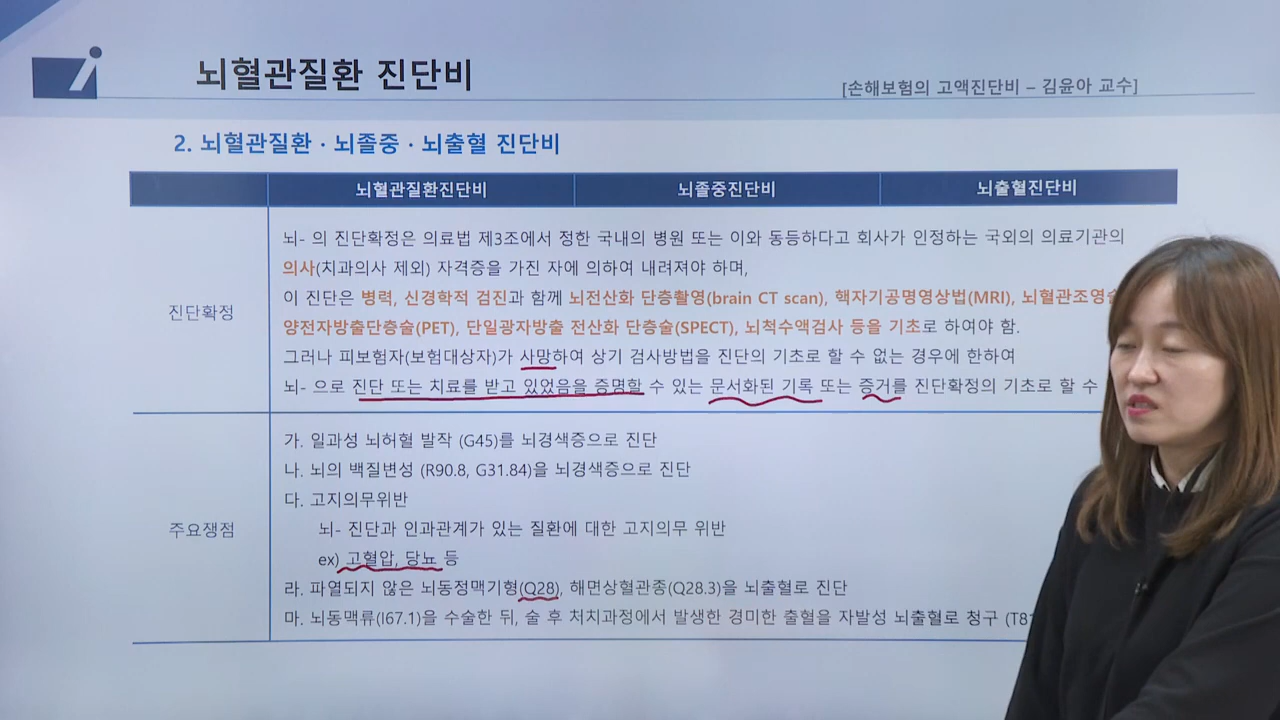 뇌혈관질환 진단비
[손해보험의 고액진단비 – 김윤아 교수]
2. 뇌혈관질환 · 뇌졸중 · 뇌출혈 진단비
뇌혈관질환진단비 뇌졸중진단비 뇌출혈진단비
진단확정
뇌- 의 진단확정은 의료법 제3조에서 정한 국내의 병원 또는 이와 동등하다고 회사가 인정하는 국외의 의료기관의
의사(치과의사 제외) 자격증을 가진 자에 의하여 내려져야 하며,
이 진단은 병력, 신경학적 검진과 함께 뇌전산화 단층촬영(brain CT scan), 핵자기공명영상법(MRI),
양전자방출단층술(PET), 단일광자방출 전산화 단층술(SPECT), 뇌척수액검사 등을 기초로 하여야 함.
그러나 피보험자(보험대상자)가 사망하여 상기 검사방법을 진단의 기초로 할 수 없는 경우에 한하여
뇌- 으로 진단 또는 치료를 받고 있었음을 증명할 수 있는 문서화된 기록 또는 증거를 진단확정의 기초로 할 수
주요쟁점
가. 일과성 뇌허혈 발작 (G45)를 뇌경색증으로 진단
나. 뇌의 백질변성 (R90.8, G31.84)을 뇌경색증으로 진단
다. 고지의무위반
뇌- 진단과 인과관계가 있는 질환에 대한 고지의무 위반
ex) 고혈압, 당뇨 등
라. 파열되지 않은 뇌동정맥기형(Q28), 해면상혈관종(Q28.3)을 뇌출혈로 진단
마. 뇌동맥류(I67.1)을 수술한 뒤, 술 후 처치과정에서 발생한 경미한 출혈을 자발성 뇌출혈로 청구